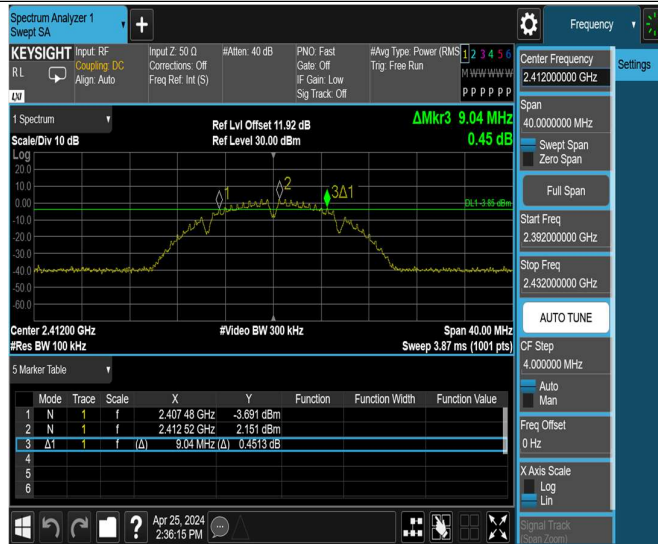 Spectrum Analyzer 1
Swept SA
+
Frequency
KEYSIGHT
RL
LXI
Input: RF
Coupling: DC
Align: Auto
Input Z: 50 Ω
Corrections: Off
Freq Ref: Int (S)
#Atten: 40 dB
PNO: Fast
Gate: Off
IF Gain: Low
Sig Track: Off
#Avg Type: Power (RMS
Trig: Free Run
1 2 3 4 5 6
M W W W W W
P P P P P P
1 Spectrum
Scale/Div 10 dB
Ref Lvl Offset 11.92 dB
Ref Level 30.00 dBm
ΔMkr3 9.04 MHz
0.45 dB
Log
20.0
10.0
0.00
-10.0
-20.0
-30.0
-40.0
-50.0
-60.0
1
2
3Δ1
DL1 -3.85 dBm
Center 2.41200 GHz
#Res BW 100 kHz
#Video BW 300 kHz
Span 40.00 MHz
Sweep 3.87 ms (1001 pts)
5 Marker Table
Mode Trace Scale X Y Function Function Width Function Value
1 N 1 f 2.407 48 GHz -3.691 dBm
2 N 1 f 2.412 52 GHz 2.151 dBm
3 Δ1 1 f (Δ) 9.04 MHz (Δ) 0.4513 dB
4
5
6
?
Apr 25, 2024
2:36:15 PM
Center Frequency
2.412000000 GHz
Span
40.0000000 MHz
Swept Span
Zero Span
Full Span
Start Freq
2.392000000 GHz
Stop Freq
2.432000000 GHz
AUTO TUNE
CF Step
4.000000 MHz
Auto
Man
Freq Offset
0 Hz
X Axis Scale
Log
Lin
Signal Track
(Span Zoom)
Settings